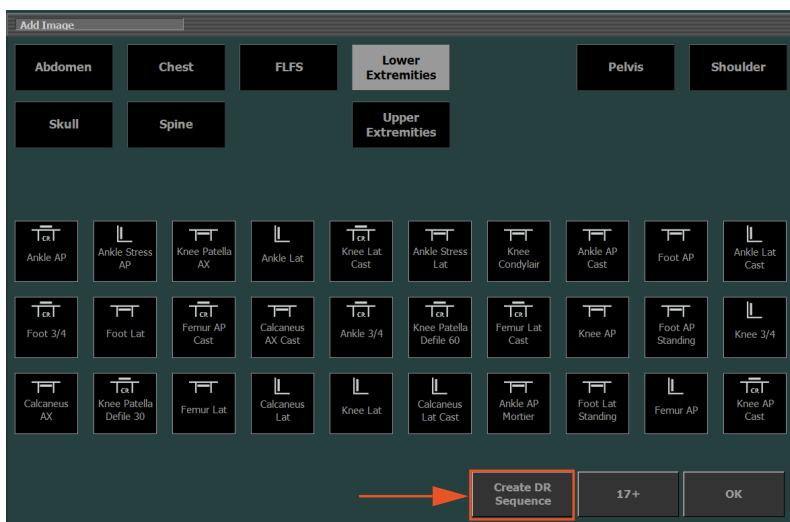 Add Image
Abdomen
Chest
FLFS
Lower
Extremities
Pelvis
Shoulder
Skull
Spine
Upper
Extremities
CR
Ankle AP
Ankle Stress
AP
Knee Patella
AX
Ankle Lat
CR
Knee Lat
Cast
Ankle Stress
Lat
Knee
Condylair
Ankle AP
Cast
Foot AP
Ankle Lat
Cast
CR
Foot 3/4
Foot Lat
CR
Femur AP
Cast
Calcaneus
AX Cast
CR
Ankle 3/4
CR
Knee Patella
Defile 60
CR
Femur Lat
Cast
Knee AP
Foot AP
Standing
Knee 3/4
Calcaneus
AX
CR
Knee Patella
Defile 30
Femur Lat
Calcaneus
Lat
Knee Lat
Calcaneus
Lat Cast
Ankle AP
Mortier
Foot Lat
Standing
Femur AP
CR
Knee AP
Cast
Create DR
Sequence
17+
OK